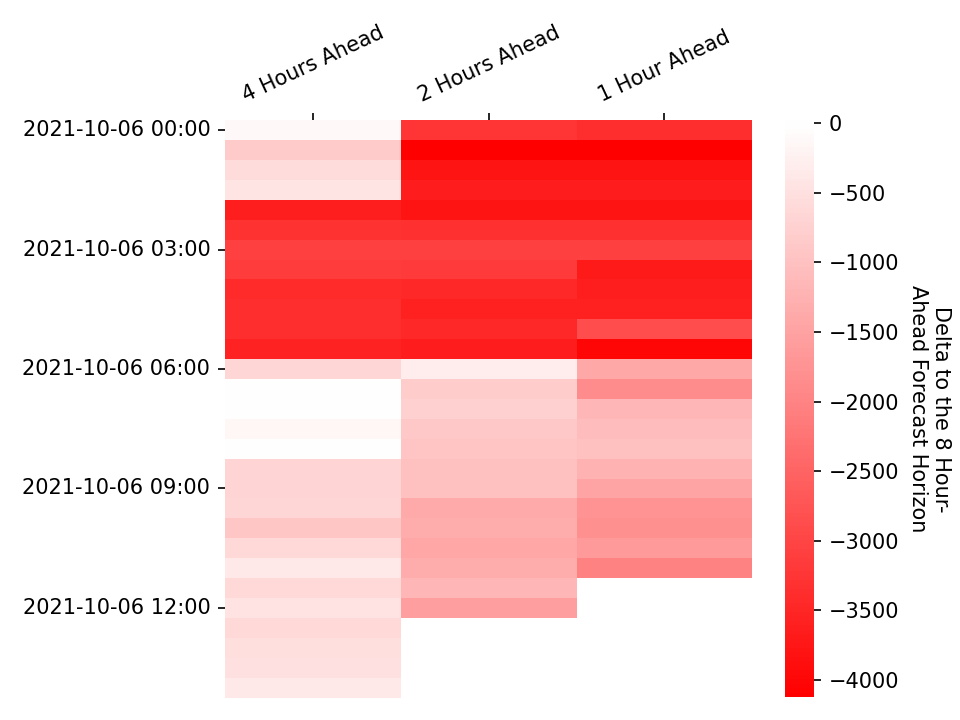 4 Hours Ahead
2 Hours Ahead
1 Hour Ahead
2021-10-06 00:00
2021-10-06 03:00
2021-10-06 06:00
2021-10-06 09:00
2021-10-06 12:00
0
−500
−1000
−1500
−2000
−2500
−3000
−3500
−4000
Delta to the 8 Hour-
Ahead Forecast Horizon